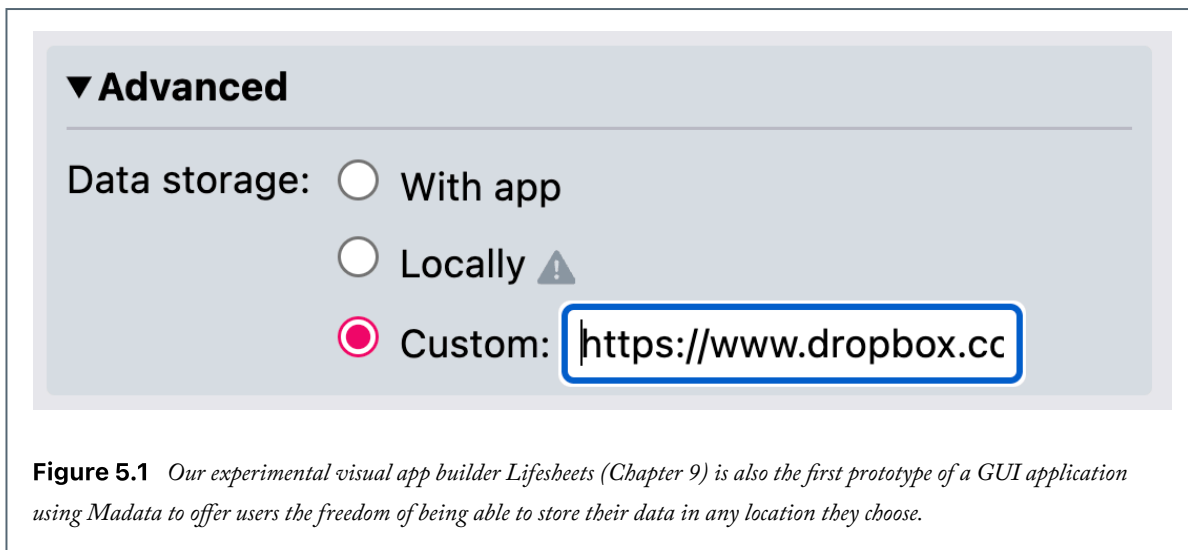 ▼ Advanced
Data storage: With app
Locally
Custom: https://www.dropbox.cc
Figure 5.1 Our experimental visual app builder Lifesheets (Chapter 9) is also the first prototype of a GUI application
using Madata to offer users the freedom of being able to store their data in any location they choose.